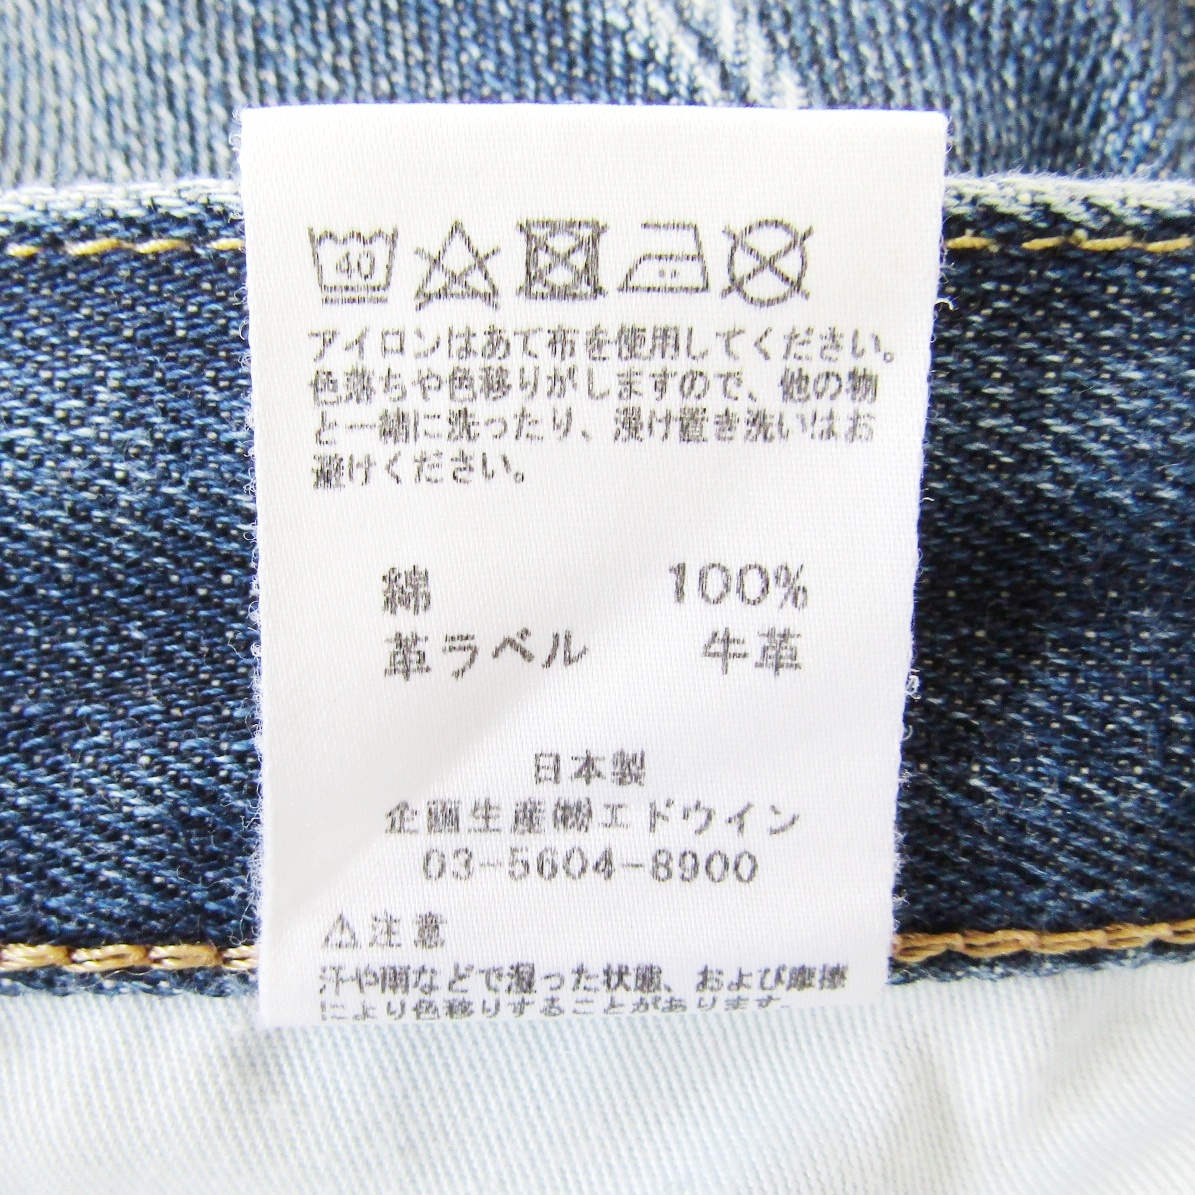 40
アイロンはあて布を使用してください。
色落ちや色移りがしますので、他の物
と一緒に洗ったり、浸け置き洗いはお
避けください。
綿 100%
革ラベル 牛革
日本製
企画生産㈱エドウイン
03-5604-8900
⚠注意
汗や雨などで湿った状態、および摩擦
により色移りすることがあります